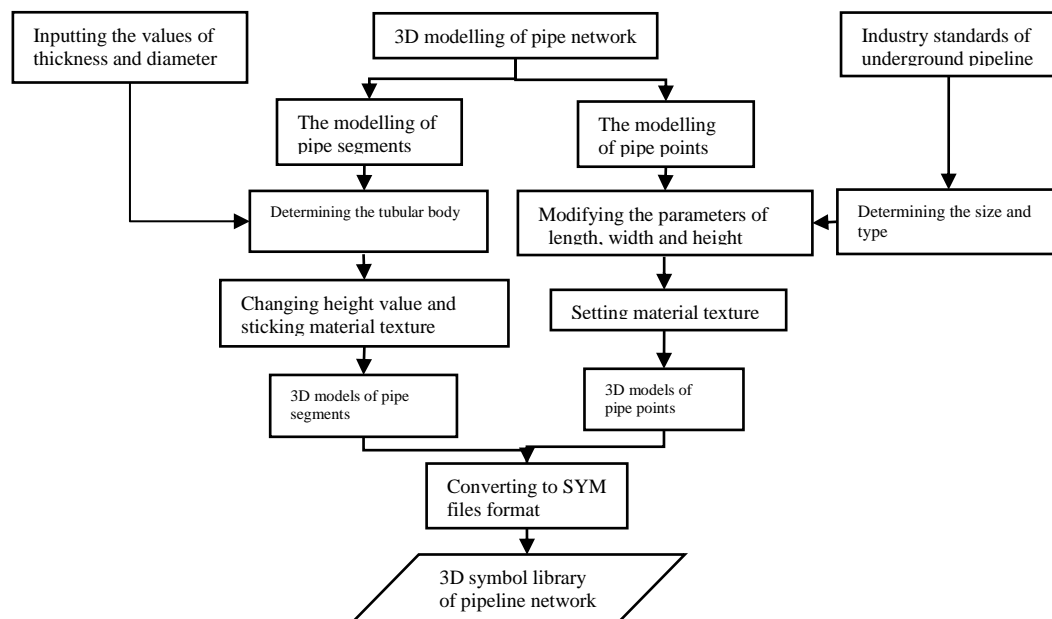 Inputting the values of
thickness and diameter
3D modelling of pipe network
Industry standards of
underground pipeline
The modelling of
pipe segments
The modelling
of pipe points
Determining the tubular body
Modifying the parameters of
length, width and height
Determining the size and
type
Changing height value and
sticking material texture
Setting material texture
3D models of pipe
segments
3D models of
pipe points
Converting to SYM
files format
3D symbol library
of pipeline network